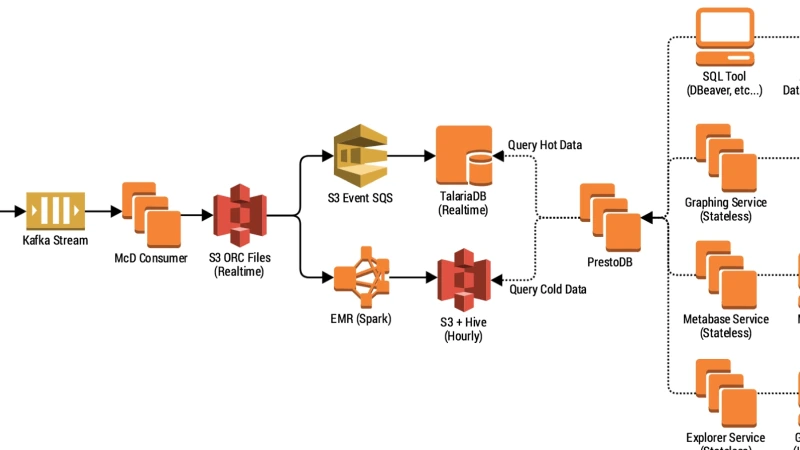 SQL Tool
(DBeaver, etc...)
Query Hot Data
S3 Event SQS
TalariaDB
(Realtime)
Graphing Service
(Stateless)
Kafka Stream
McD Consumer
S3 ORC Files
(Realtime)
PrestoDB
Query Cold Data
EMR (Spark)
S3 + Hive
(Hourly)
Metabase Service
(Stateless)
Explorer Service
(Stateless)